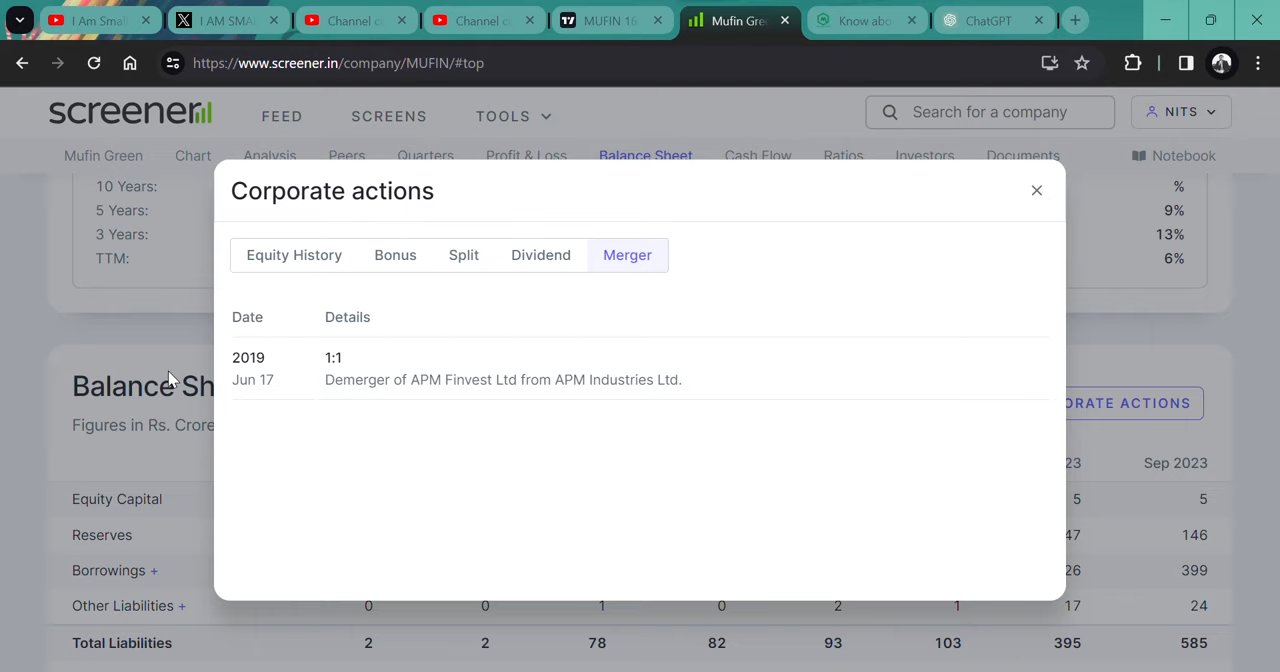 I Am Smal
I AM SMA
Channel c
Channel c
MUFIN 16
Mufin Gre
Know abo
ChatGPT
https://www.screener.in/company/MUFIN/#top
screener
FEED SCREENS TOOLS
Search for a company
NITS
Mufin Green Chart Analysis Peers Quarters Profit & Loss Balance Sheet Cash Flow Ratios Investors Documents Notebook
10 Years: %
5 Years: 9%
3 Years: 13%
TTM: 6%
Corporate actions
Equity History Bonus Split Dividend Merger
Date Details
2019 1:1
Jun 17 Demerger of APM Finvest Ltd from APM Industries Ltd.
Balance Sh
ORATE ACTIONS
Figures in Rs. Crore
23 Sep 2023
Equity Capital 5 5
Reserves 47 146
Borrowings + 26 399
Other Liabilities + 0 0 1 0 2 1 17 24
Total Liabilities 2 2 78 82 93 103 395 585